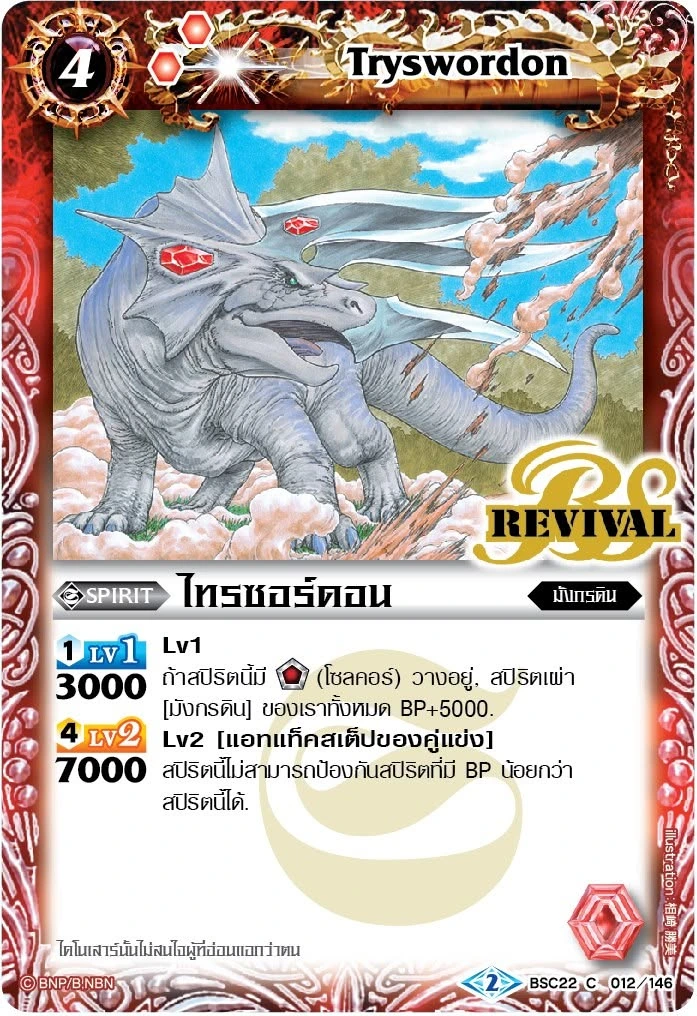 4
Tryswordon
BS
REVIVAL
SPIRIT
ไทรซอร์ดอน
มังกรดิน
1 LV1
3000
4 LV2
7000
Lv1
ถ้าสปิริตนี้มี (โซลคอร์) วางอยู่, สปิริตเผ่า
[มังกรดิน] ของเราทั้งหมด BP+5000.
Lv2 [แอทแท็คสเต็ปของคู่แข่ง]
สปิริตนี้ไม่สามารถป้องกันสปิริตที่มี BP น้อยกว่า
สปิริตนี้ได้.
illustration:相崎 勝美
ไดโนเสาร์นั้นไม่สนใจผู้ที่อ่อนแอกว่าตน
©BNP/B,NBN
2
BSC22 C 012/146